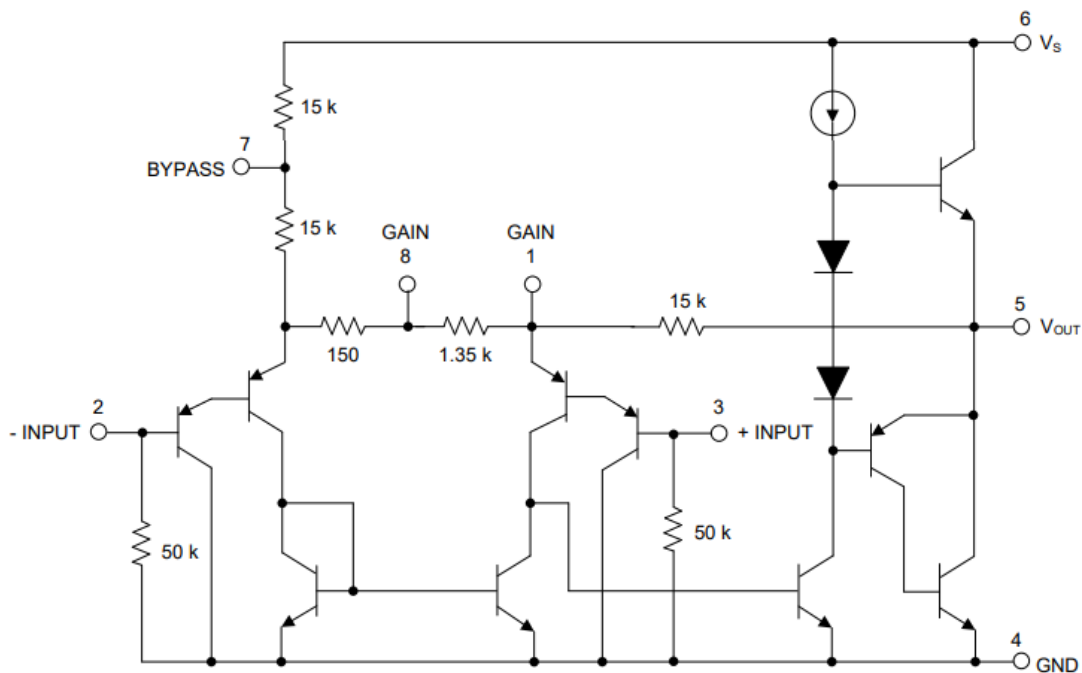 6
Vs
15 k
7
BYPASS
15 k
GAIN
8
GAIN
1
15 k
5
VOUT
150
1.35 k
2
- INPUT
3
+ INPUT
50 k
50 k
4
GND